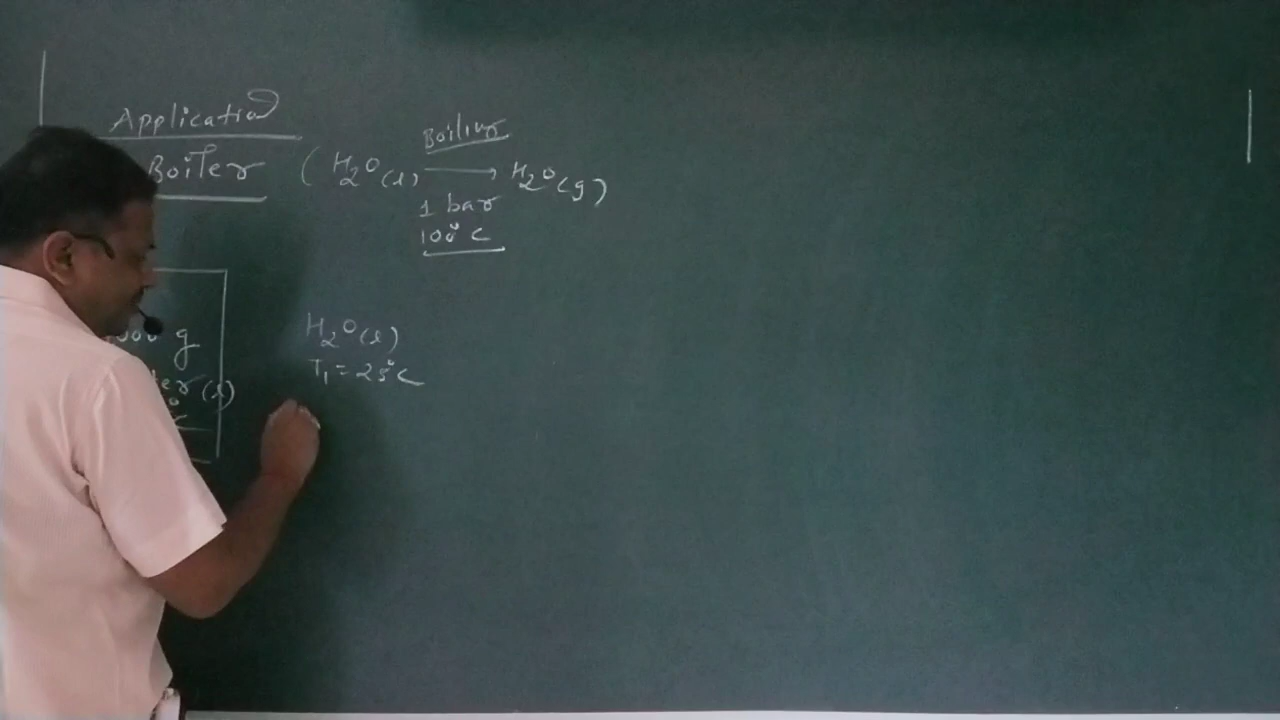 Application
Boiler (H2O(l) Boiling → H2O(g))
1 bar
100°C
g
(l)
H2O(l)
T1 = 25°C